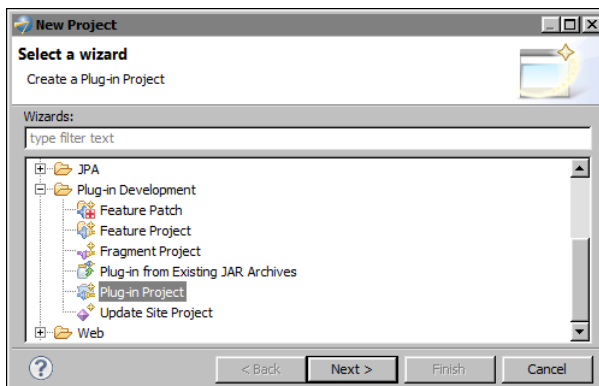 New Project
Select a wizard
Create a Plug-in Project
Wizards:
type filter text
JPA
Plug-in Development
Feature Patch
Feature Project
Fragment Project
Plug-in from Existing JAR Archives
Plug-in Project
Update Site Project
Web
? < Back Next > Finish Cancel